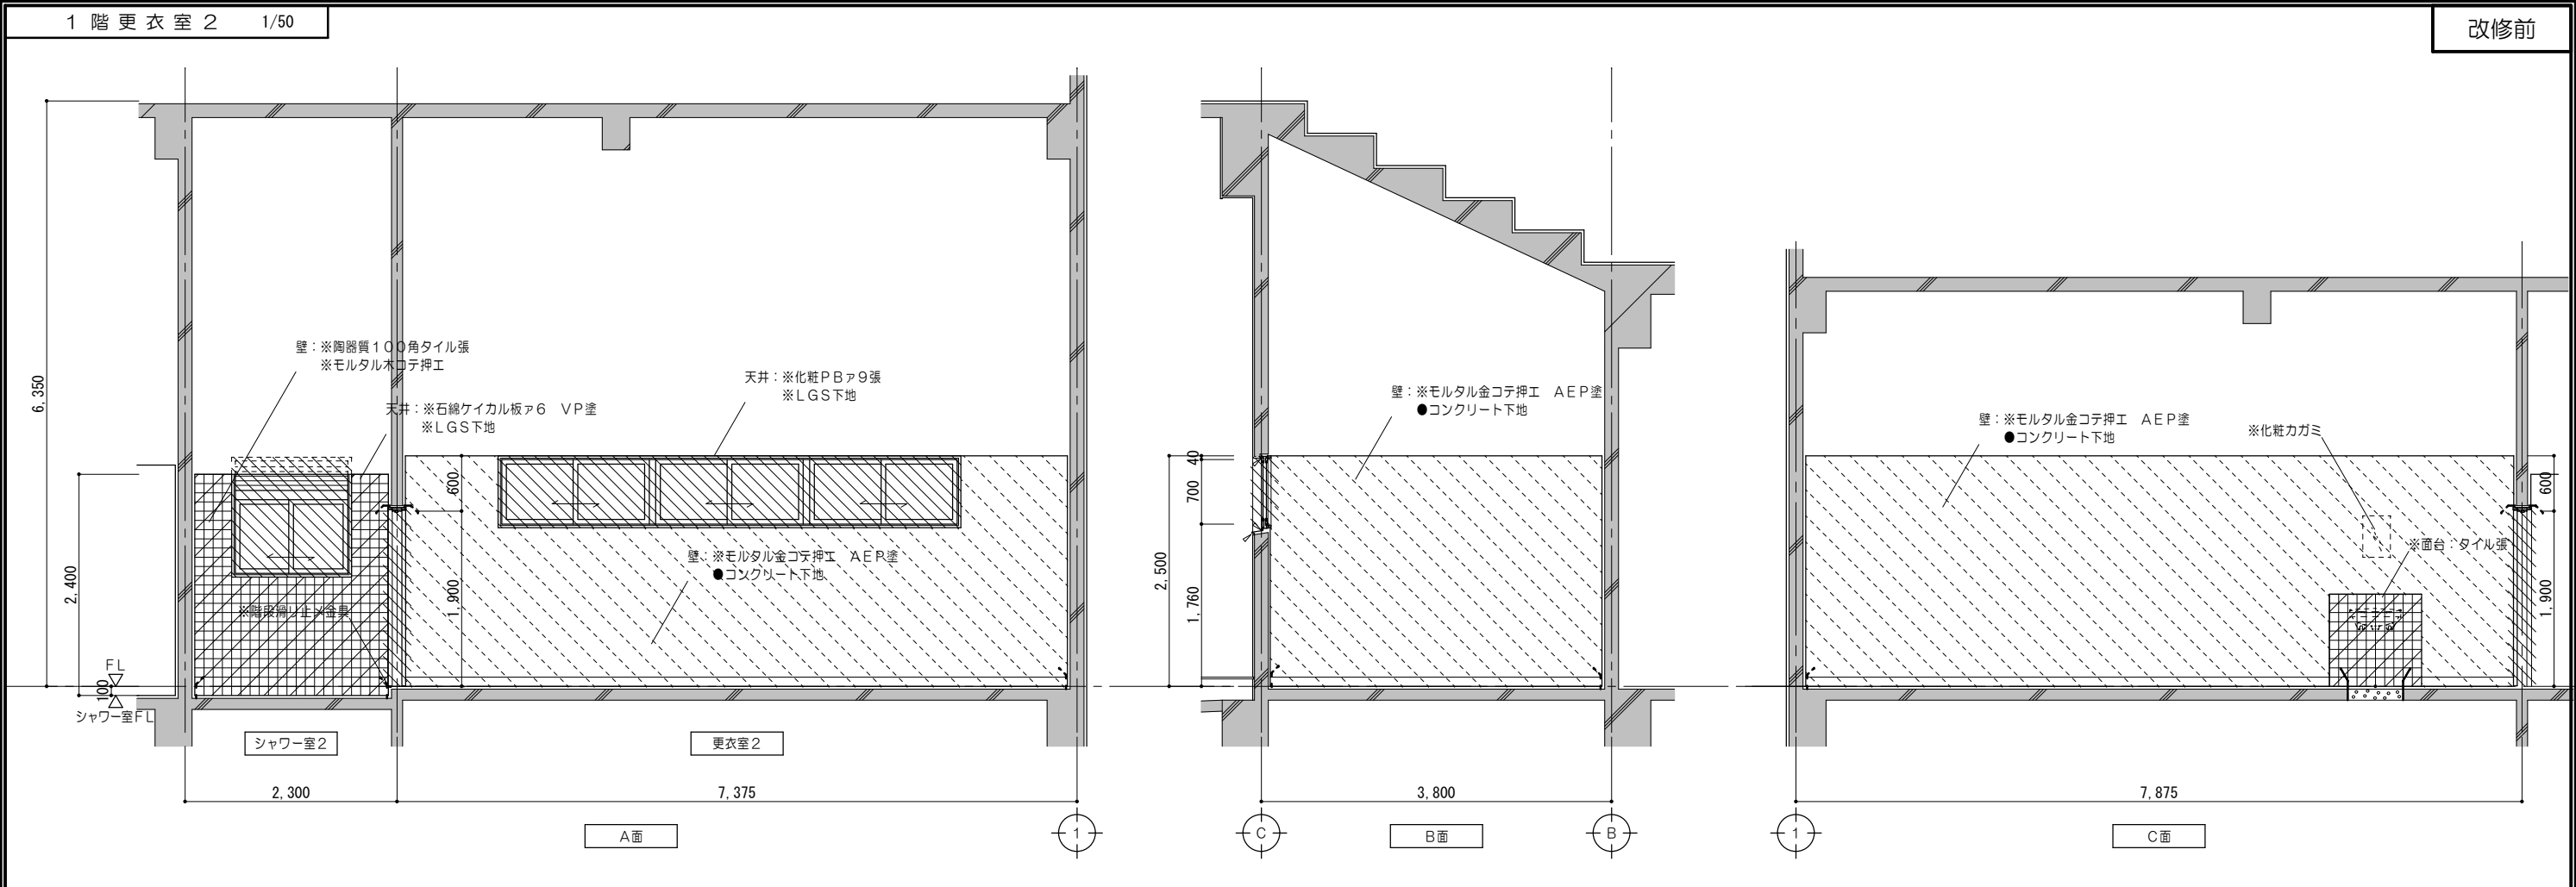 1階更衣室2 1/50
改修前
壁：※陶器質100角タイル張
※モルタル木コテ押エ
天井：※石綿ケイカル板ァ6 VP塗
※LGS下地
天井：※化粧PBァ9張
※LGS下地
壁：※モルタル金コテ押エ AEP塗
●コンクリート下地
※階段滑り止メ金具
6,350
2,400
FL
100
シャワー室FL
600
1,900
シャワー室2
更衣室2
2,300
7,375
A面
1
壁：※モルタル金コテ押エ AEP塗
●コンクリート下地
40
700
1,760
2,500
3,800
C
B面
B
壁：※モルタル金コテ押エ AEP塗
●コンクリート下地
※化粧カガミ
※面台：タイル張
600
1,900
7,875
1
C面